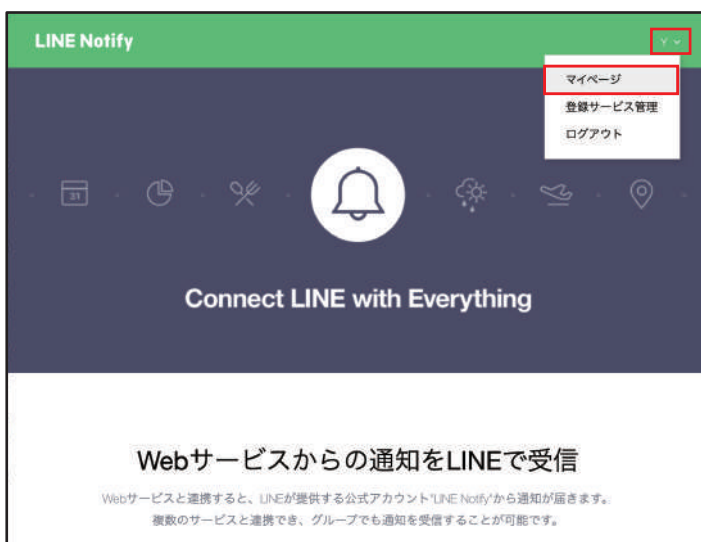 LINE Notify
Y
マイページ
登録サービス管理
ログアウト
31
Connect LINE with Everything
Webサービスからの通知をLINEで受信
Webサービスと連携すると、LINEが提供する公式アカウント"LINE Notify"から通知が届きます。
複数のサービスと連携でき、グループでも通知を受信することが可能です。